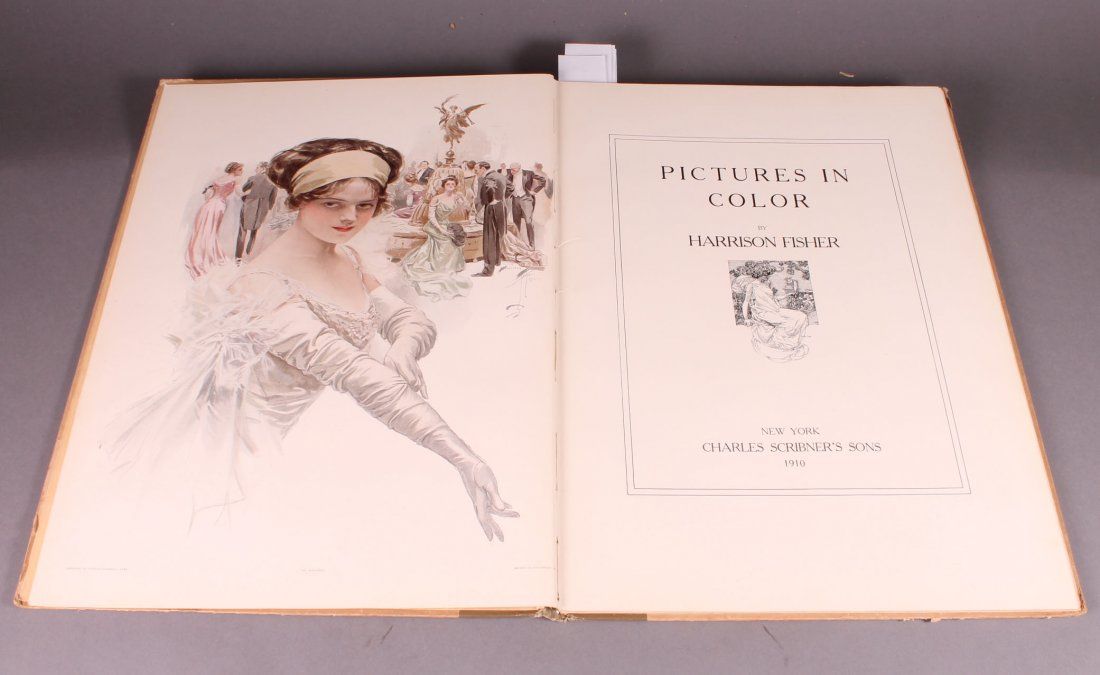 PICTURES IN
COLOR
BY
HARRISON FISHER
NEW YORK
CHARLES SCRIBNER'S SONS
1910